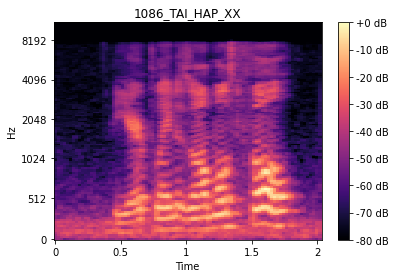 1086_TAI_HAP_XX
+0 dB
8192
-10 dB
4096
-20 dB
-30 dB
2048
Hz
-40 dB
1024
-50 dB
512
-60 dB
-70 dB
0
-80 dB
0
0.5
1
1.5
2
Time